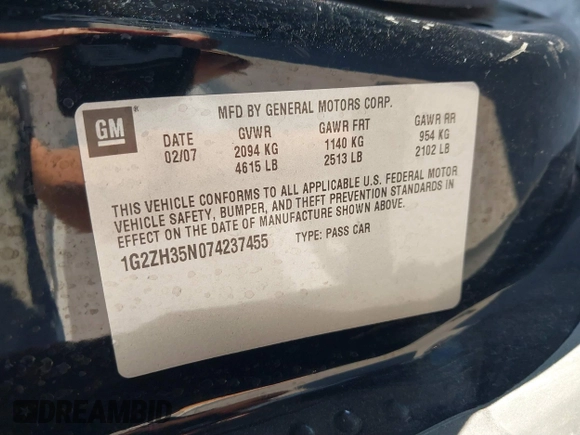 GM
MFD BY GENERAL MOTORS CORP.
DATE GVWR GAWR FRT GAWR RR
02/07 2094 KG 1140 KG 954 KG
4615 LB 2513 LB 2102 LB
THIS VEHICLE CONFORMS TO ALL APPLICABLE U.S. FEDERAL MOTOR
VEHICLE SAFETY, BUMPER, AND THEFT PREVENTION STANDARDS IN
EFFECT ON THE DATE OF MANUFACTURE SHOWN ABOVE.
1G2ZH35N074237455 TYPE: PASS CAR
DREAMBID